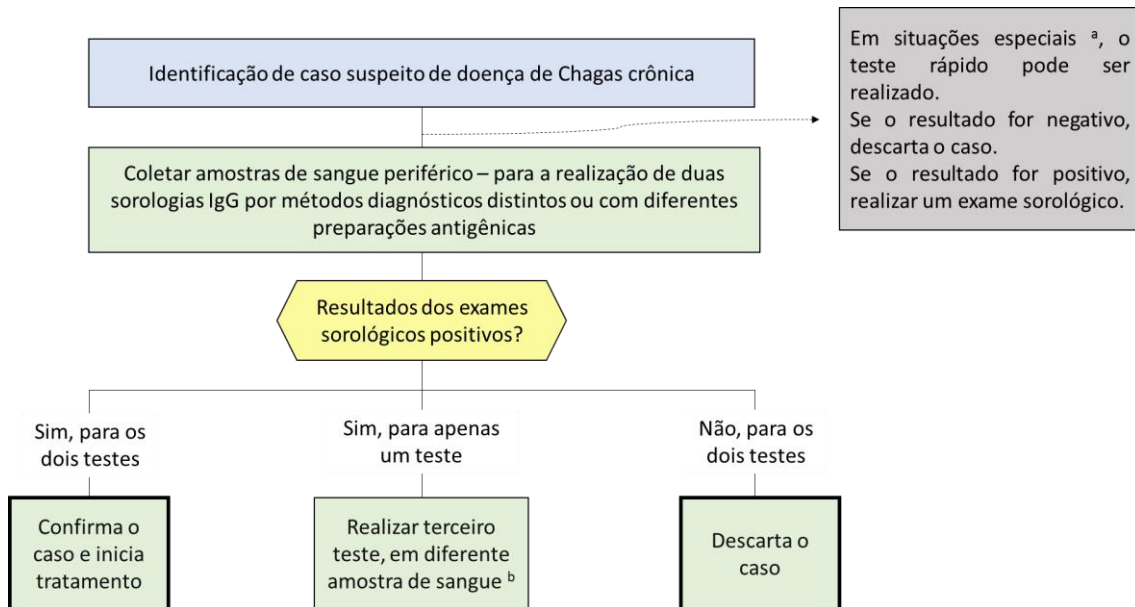 Identificação de caso suspeito de doença de Chagas crônica
Em situações especiais ᵃ, o
teste rápido pode ser
realizado.
Se o resultado for negativo,
descarta o caso.
Se o resultado for positivo,
realizar um exame sorológico.
Coletar amostras de sangue periférico – para a realização de duas
sorologias IgG por métodos diagnósticos distintos ou com diferentes
preparações antigênicas
Resultados dos exames
sorológicos positivos?
Sim, para os
dois testes
Sim, para apenas
um teste
Não, para os
dois testes
Confirma o
caso e inicia
tratamento
Realizar terceiro
teste, em diferente
amostra de sangue ᵇ
Descarta o
caso